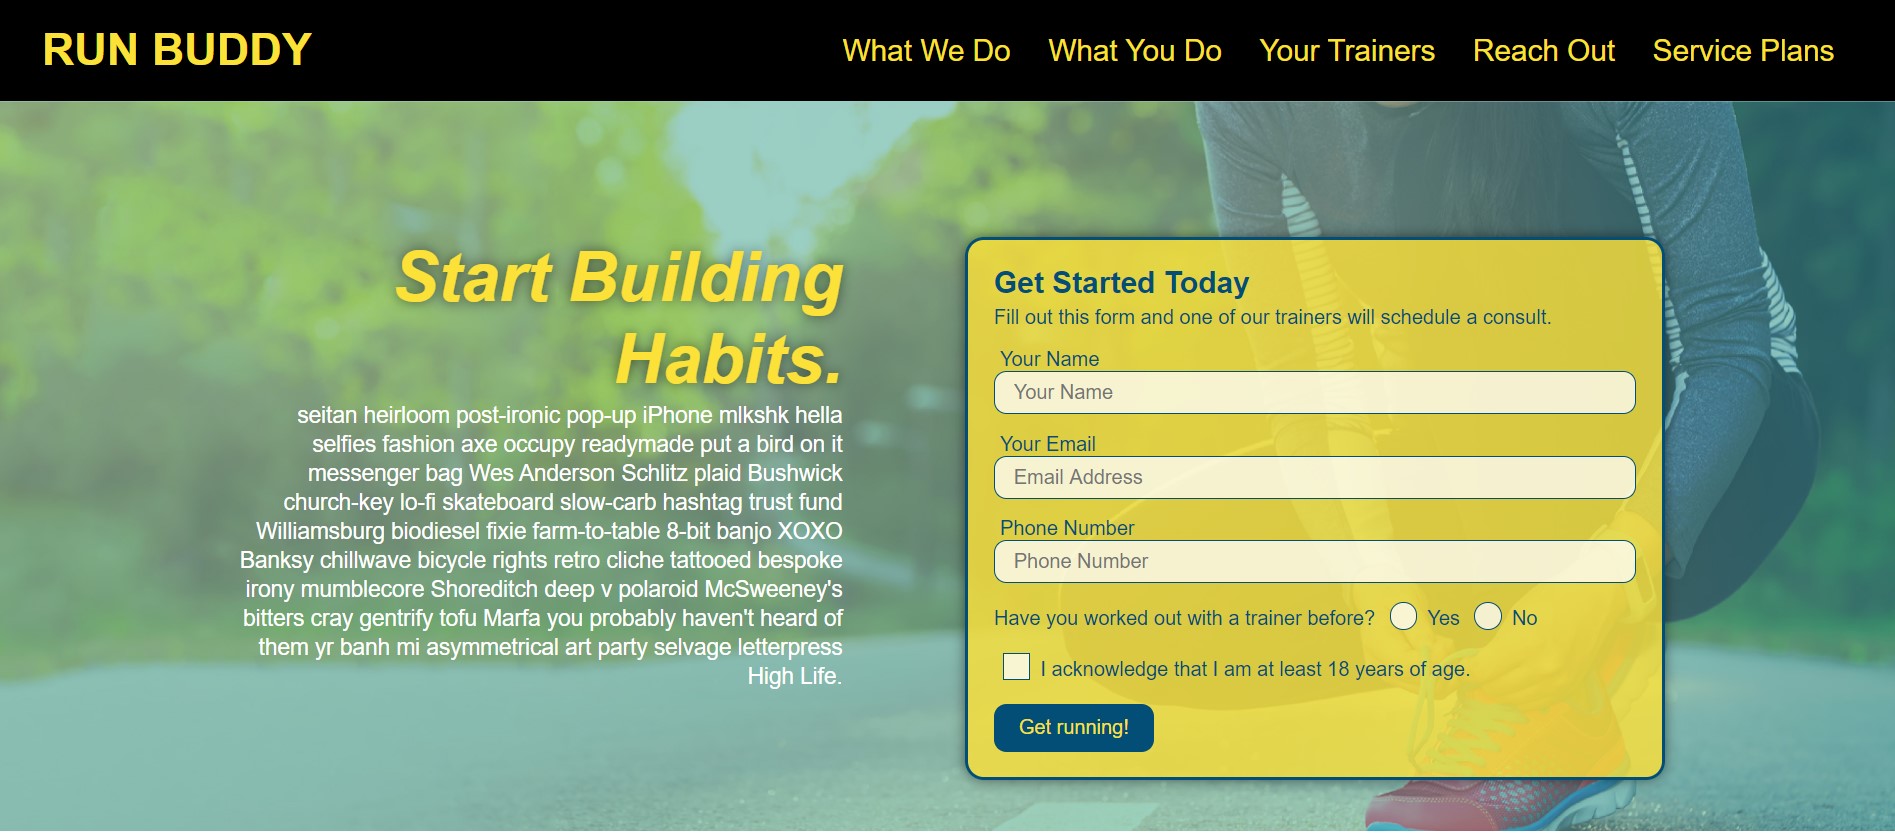 RUN BUDDY
What We Do What You Do Your Trainers Reach Out Service Plans
Start Building
Habits.
seitan heirloom post-ironic pop-up iPhone mlkshk hella
selfies fashion axe occupy readymade put a bird on it
messenger bag Wes Anderson Schlitz plaid Bushwick
church-key lo-fi skateboard slow-carb hashtag trust fund
Williamsburg biodiesel fixie farm-to-table 8-bit banjo XOXO
Banksy chillwave bicycle rights retro cliche tattooed bespoke
irony mumblecore Shoreditch deep v polaroid McSweeney's
bitters cray gentrify tofu Marfa you probably haven't heard of
them yr banh mi asymmetrical art party selvage letterpress
High Life.
Get Started Today
Fill out this form and one of our trainers will schedule a consult.
Your Name
Your Name
Your Email
Email Address
Phone Number
Phone Number
Have you worked out with a trainer before? Yes No
I acknowledge that I am at least 18 years of age.
Get running!